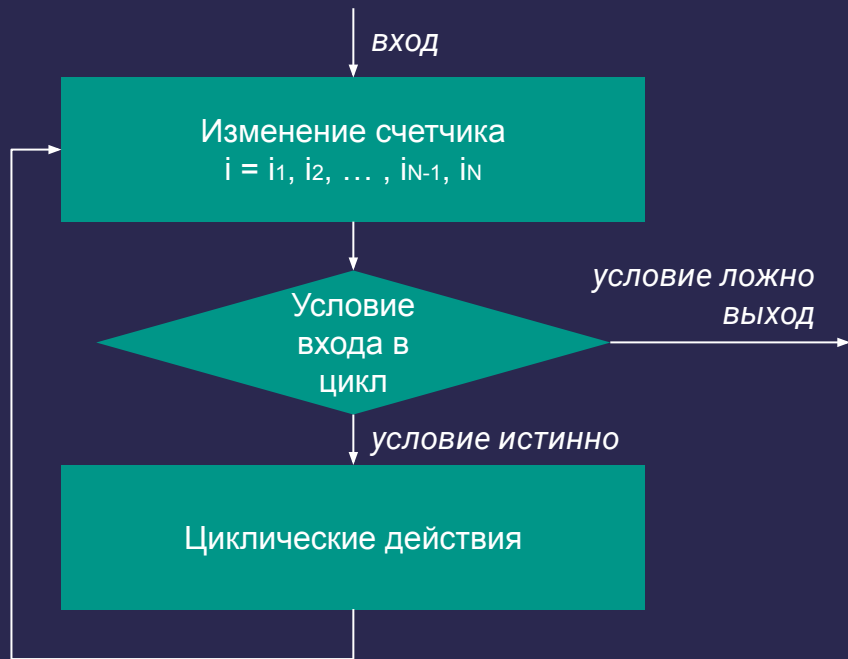 вход
Изменение счетчика
i = i1, i2, … , iN-1, iN
условие ложно
выход
Условие
входа в
цикл
условие истинно
Циклические действия